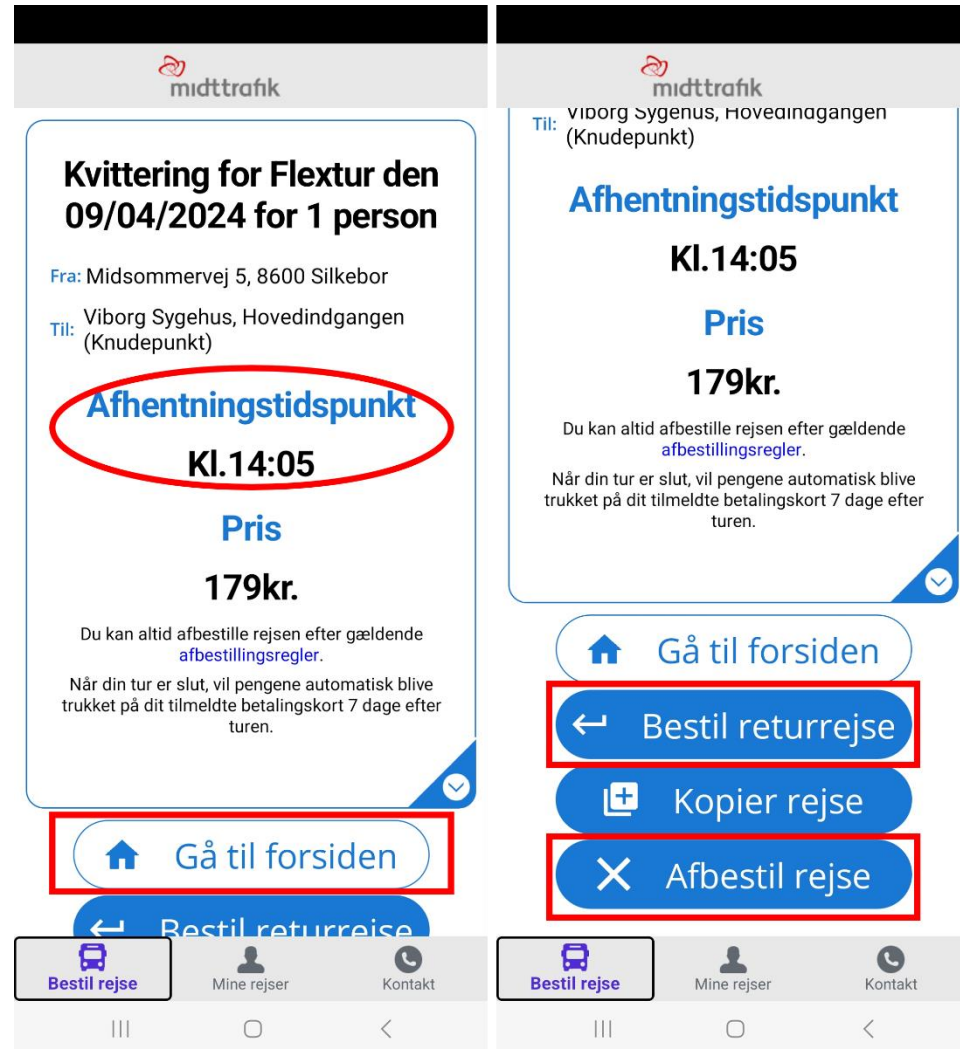 midttrafik
Kvittering for Flextur den
09/04/2024 for 1 person
Fra: Midsommervej 5, 8600 Silkebor
Til: Viborg Sygehus, Hovedindgangen
(Knudepunkt)
Afhentningstidspunkt
Kl.14:05
Pris
179kr.
Du kan altid afbestille rejsen efter gældende
afbestillingsregler.
Når din tur er slut, vil pengene automatisk blive
trukket på dit tilmeldte betalingskort 7 dage efter
turen.
Gå til forsiden
Bestil returrejse
Bestil rejse
Mine rejser
Kontakt
midttrafik
Til: Viborg Sygehus, Hovedindgangen
(Knudepunkt)
Afhentningstidspunkt
Kl.14:05
Pris
179kr.
Du kan altid afbestille rejsen efter gældende
afbestillingsregler.
Når din tur er slut, vil pengene automatisk blive
trukket på dit tilmeldte betalingskort 7 dage efter
turen.
Gå til forsiden
Bestil returrejse
Kopier rejse
Afbestil rejse
Bestil rejse
Mine rejser
Kontakt